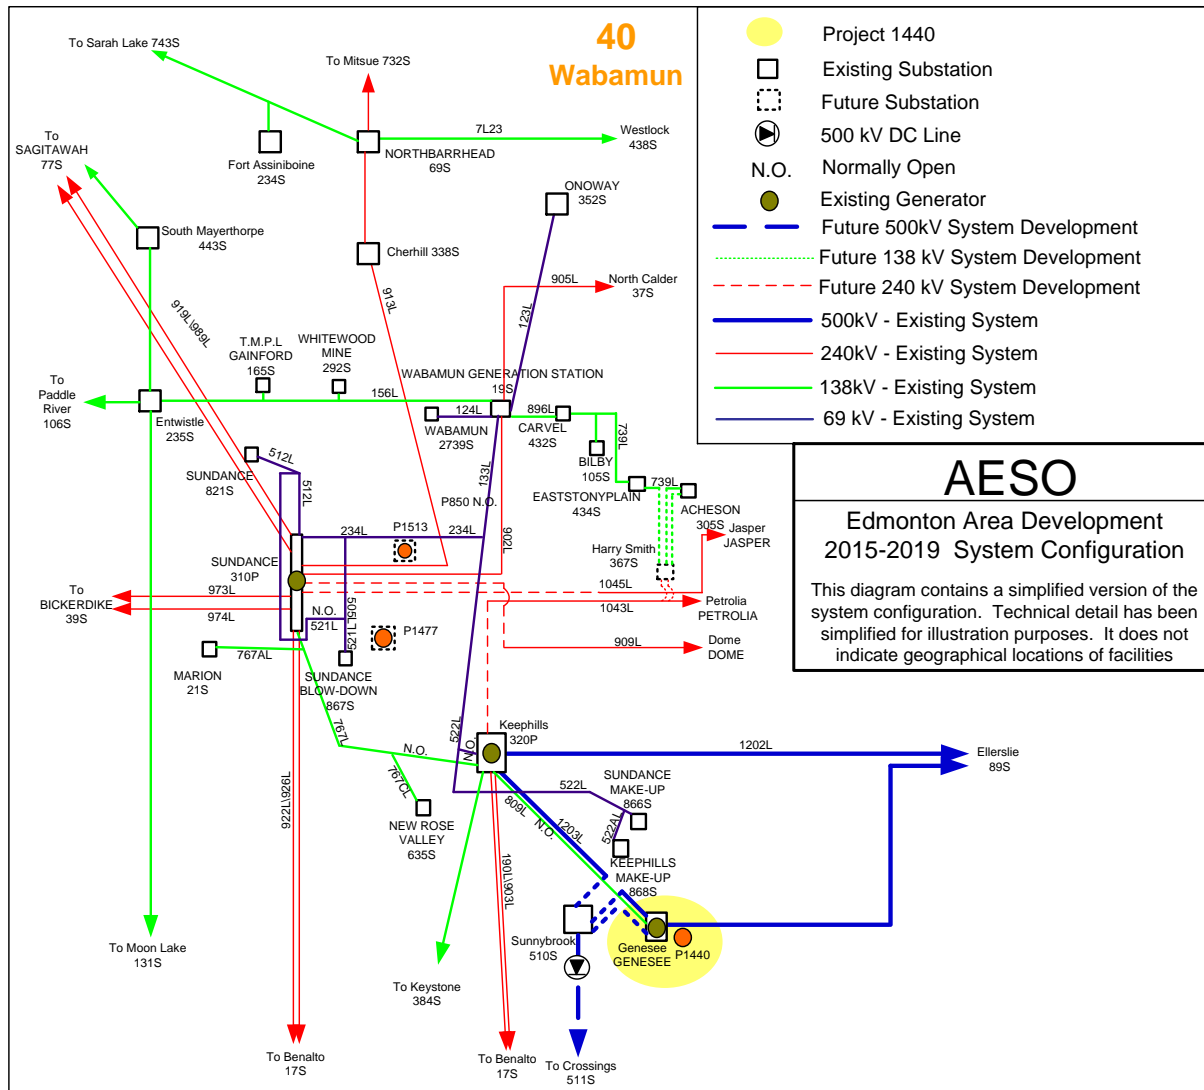 40
Wabamun
To Sarah Lake 743S
To Mitsue 732S
7L23
Westlock
438S
Fort Assiniboine
234S
NORTHBARRHEAD
69S
To
SAGITAWAH
77S
ONOWAY
352S
South Mayerthorpe
443S
Cherhill 338S
913L
905L
North Calder
37S
123L
919L\989L
T.M.P.L
GAINFORD
165S
WHITEWOOD
MINE
292S
WABAMUN GENERATION STATION
19S
To
Paddle
River
106S
156L
124L
896L
Entwistle
235S
WABAMUN
2739S
CARVEL
432S
739L
BILBY
105S
133L
512L
SUNDANCE
821S
512L
P850 N.O.
EASTSTONYPLAIN
434S
739L
ACHESON
305S
Jasper
JASPER
902L
234L
P1513
234L
SUNDANCE
310P
Harry Smith
367S
To
BICKERDIKE
39S
973L
974L
1045L
1043L
Petrolia
PETROLIA
N.O.
521L
505L
521L
P1477
909L
Dome
DOME
767AL
MARION
21S
SUNDANCE
BLOW-DOWN
867S
767L
N.O.
767CL
522L
N.O.
Keephills
320P
1202L
Ellerslie
89S
NEW ROSE
VALLEY
635S
522L
SUNDANCE
MAKE-UP
866S
809L
N.O.
1203L
522AL
KEEPHILLS
MAKE-UP
868S
922L\926L
190L\903L
Sunnybrook
510S
Genesee
GENESEE
P1440
To Moon Lake
131S
To Keystone
384S
To Benalto
17S
To Benalto
17S
To Crossings
511S
Project 1440
Existing Substation
Future Substation
500 kV DC Line
N.O. Normally Open
Existing Generator
Future 500kV System Development
Future 138 kV System Development
Future 240 kV System Development
500kV - Existing System
240kV - Existing System
138kV - Existing System
69 kV - Existing System
AESO
Edmonton Area Development
2015-2019 System Configuration
This diagram contains a simplified version of the
system configuration. Technical detail has been
simplified for illustration purposes. It does not
indicate geographical locations of facilities